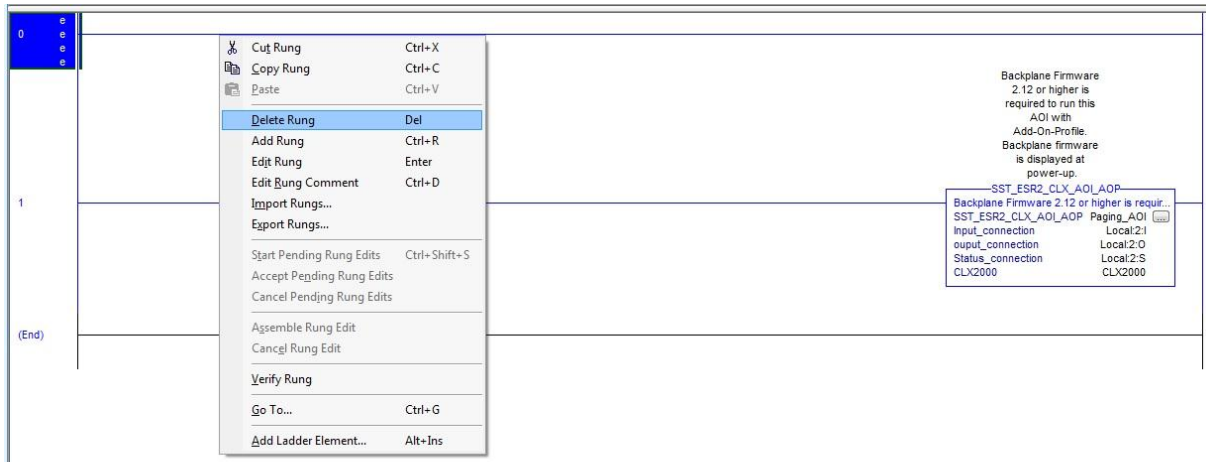 0
e
e
e
e
Cut Rung Ctrl+X
Copy Rung Ctrl+C
Paste Ctrl+V
Delete Rung Del
Add Rung Ctrl+R
Edit Rung Enter
Edit Rung Comment Ctrl+D
Import Rungs...
Export Rungs...
Start Pending Rung Edits Ctrl+Shift+S
Accept Pending Rung Edits
Cancel Pending Rung Edits
Assemble Rung Edit
Cancel Rung Edit
Verify Rung
Go To... Ctrl+G
Add Ladder Element... Alt+Ins
Backplane Firmware
2.12 or higher is
required to run this
AOI with
Add-On-Profile.
Backplane firmware
is displayed at
power-up.
1
SST_ESR2_CLX_AOI_AOP
Backplane Firmware 2.12 or higher is requir...
SST_ESR2_CLX_AOI_AOP Paging_AOI ...
Input_connection Local:2:I
ouput_connection Local:2:O
Status_connection Local:2:S
CLX2000 CLX2000
(End)